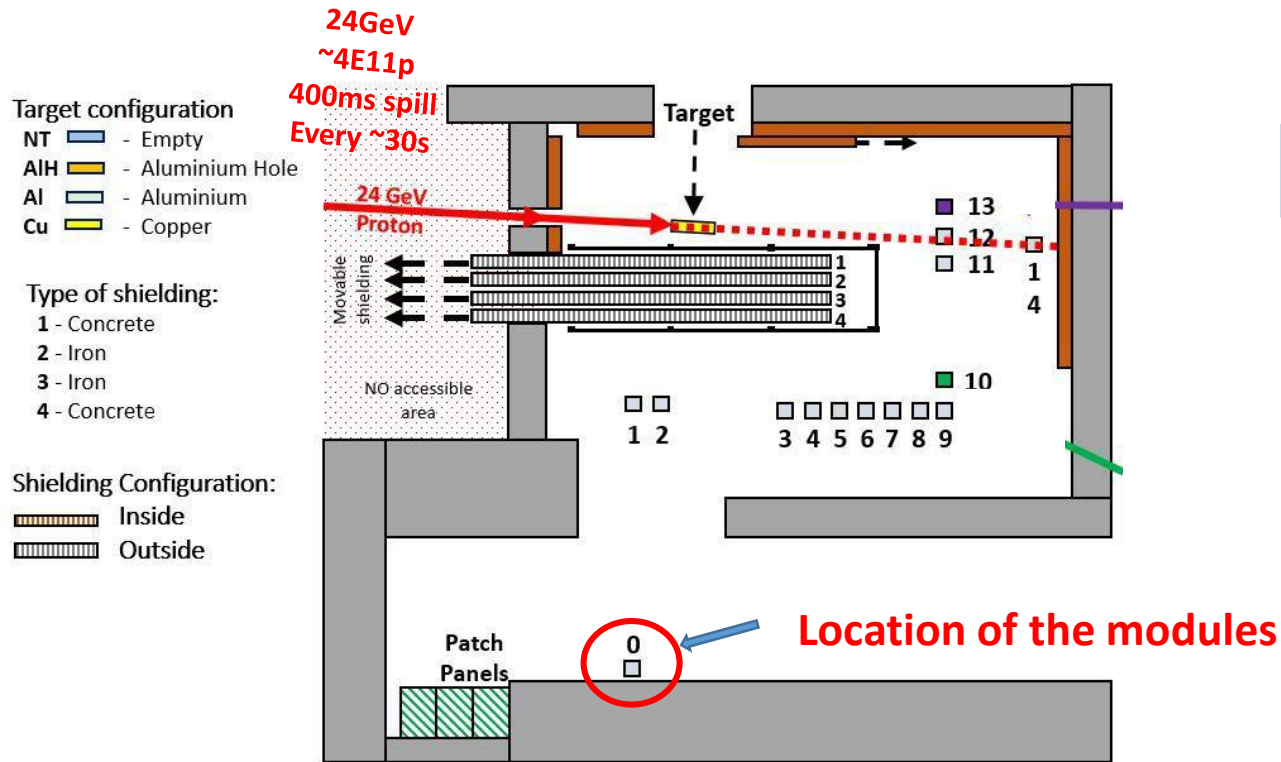 24GeV
~4E11p
400ms spill
Every ~30s
Target configuration
NT - Empty
AlH - Aluminium Hole
Al - Aluminium
Cu - Copper
Type of shielding:
1 - Concrete
2 - Iron
3 - Iron
4 - Concrete
Shielding Configuration:
Inside
Outside
Target
24 GeV
Proton
Movable
shielding
1
2
3
4
NO accessible
area
13
12
11
1
4
10
1 2
3 4 5 6 7 8 9
0
Location of the modules
Patch
Panels